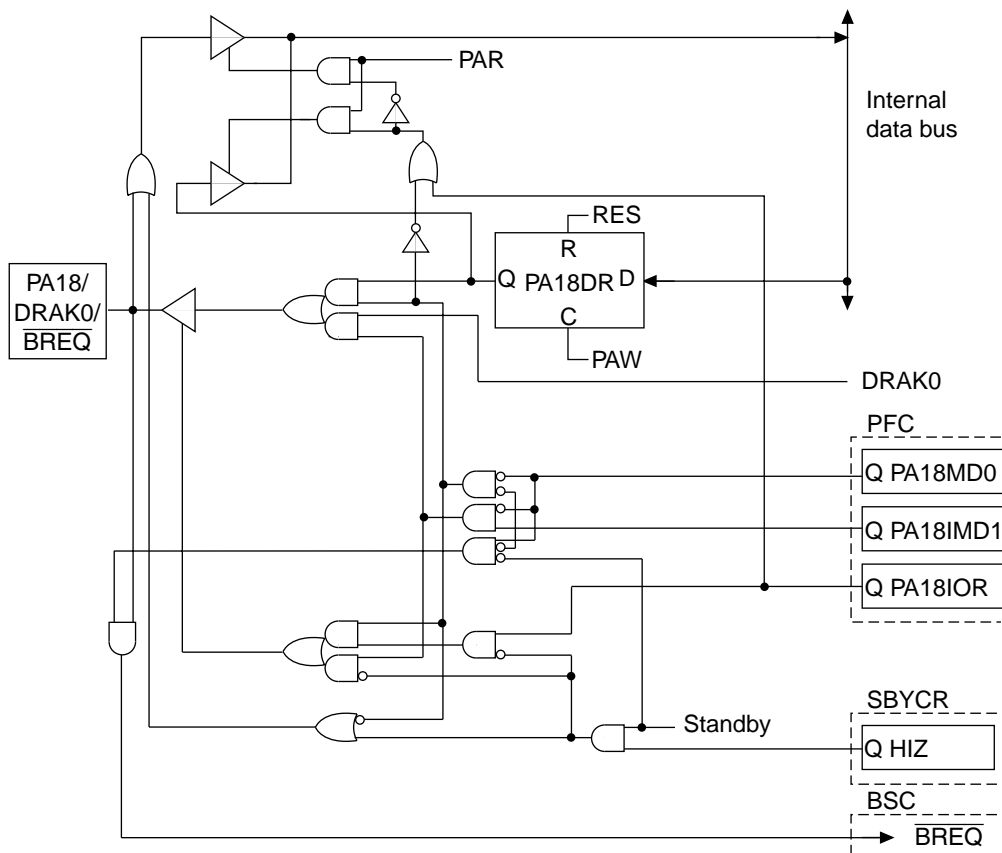 PAR
Internal
data bus
RES
R
Q PA18DR D
C
PAW
PA18/
DRAK0/
BREQ
DRAK0
PFC
Q PA18MD0
Q PA18IMD1
Q PA18IOR
SBYCR
Standby
Q HIZ
BSC
BREQ